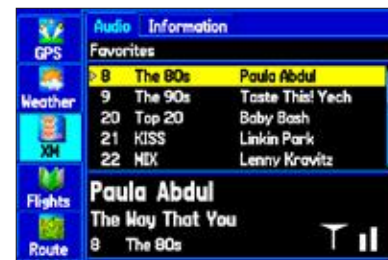 Audio Information
Favorites
8 The 80s Paula Abdul
9 The 90s Taste This! Yech
20 Top 20 Baby Bash
21 KISS Linkin Park
22 MIX Lenny Kravitz
Paula Abdul
The Way That You
8 The 80s
GPS
Weather
XM
Flights
Route